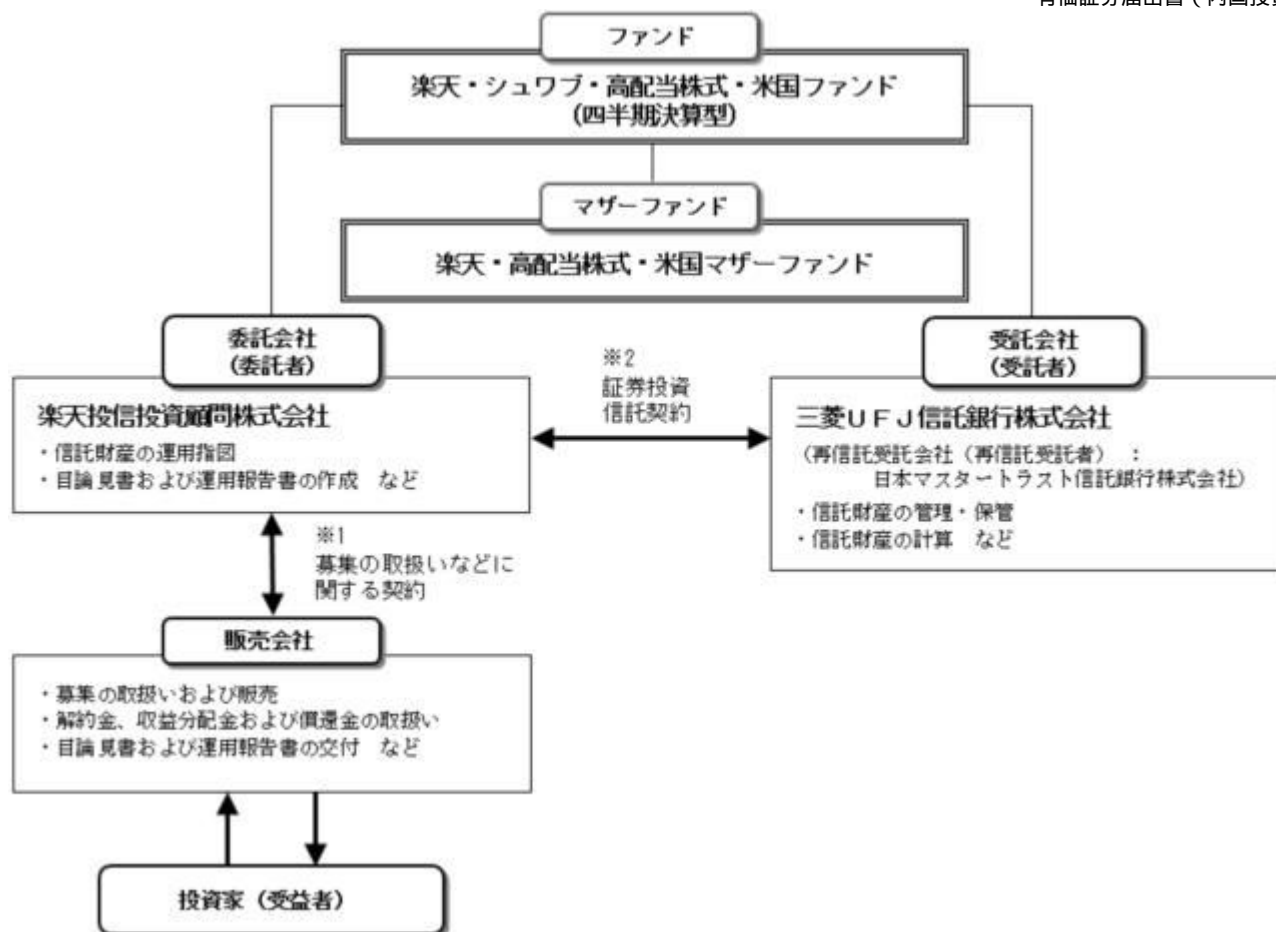 ファンド
楽天・シュワブ・高配当株式・米国ファンド
(四半期決算型)
マザーファンド
楽天・高配当株式・米国マザーファンド
委託会社
(委託者)
楽天投信投資顧問株式会社
・信託財産の運用指図
・目論見書および運用報告書の作成　など
※2
証券投資
信託契約
受託会社
(受託者)
三菱UFJ信託銀行株式会社
(再信託受託会社（再信託受託者）　：
日本マスタートラスト信託銀行株式会社)
・信託財産の管理・保管
・信託財産の計算　など
※1
募集の取扱いなどに
関する契約
販売会社
・募集の取扱いおよび販売
・解約金、収益分配金および償還金の取扱い
・目論見書および運用報告書の交付　など
投資家（受益者）